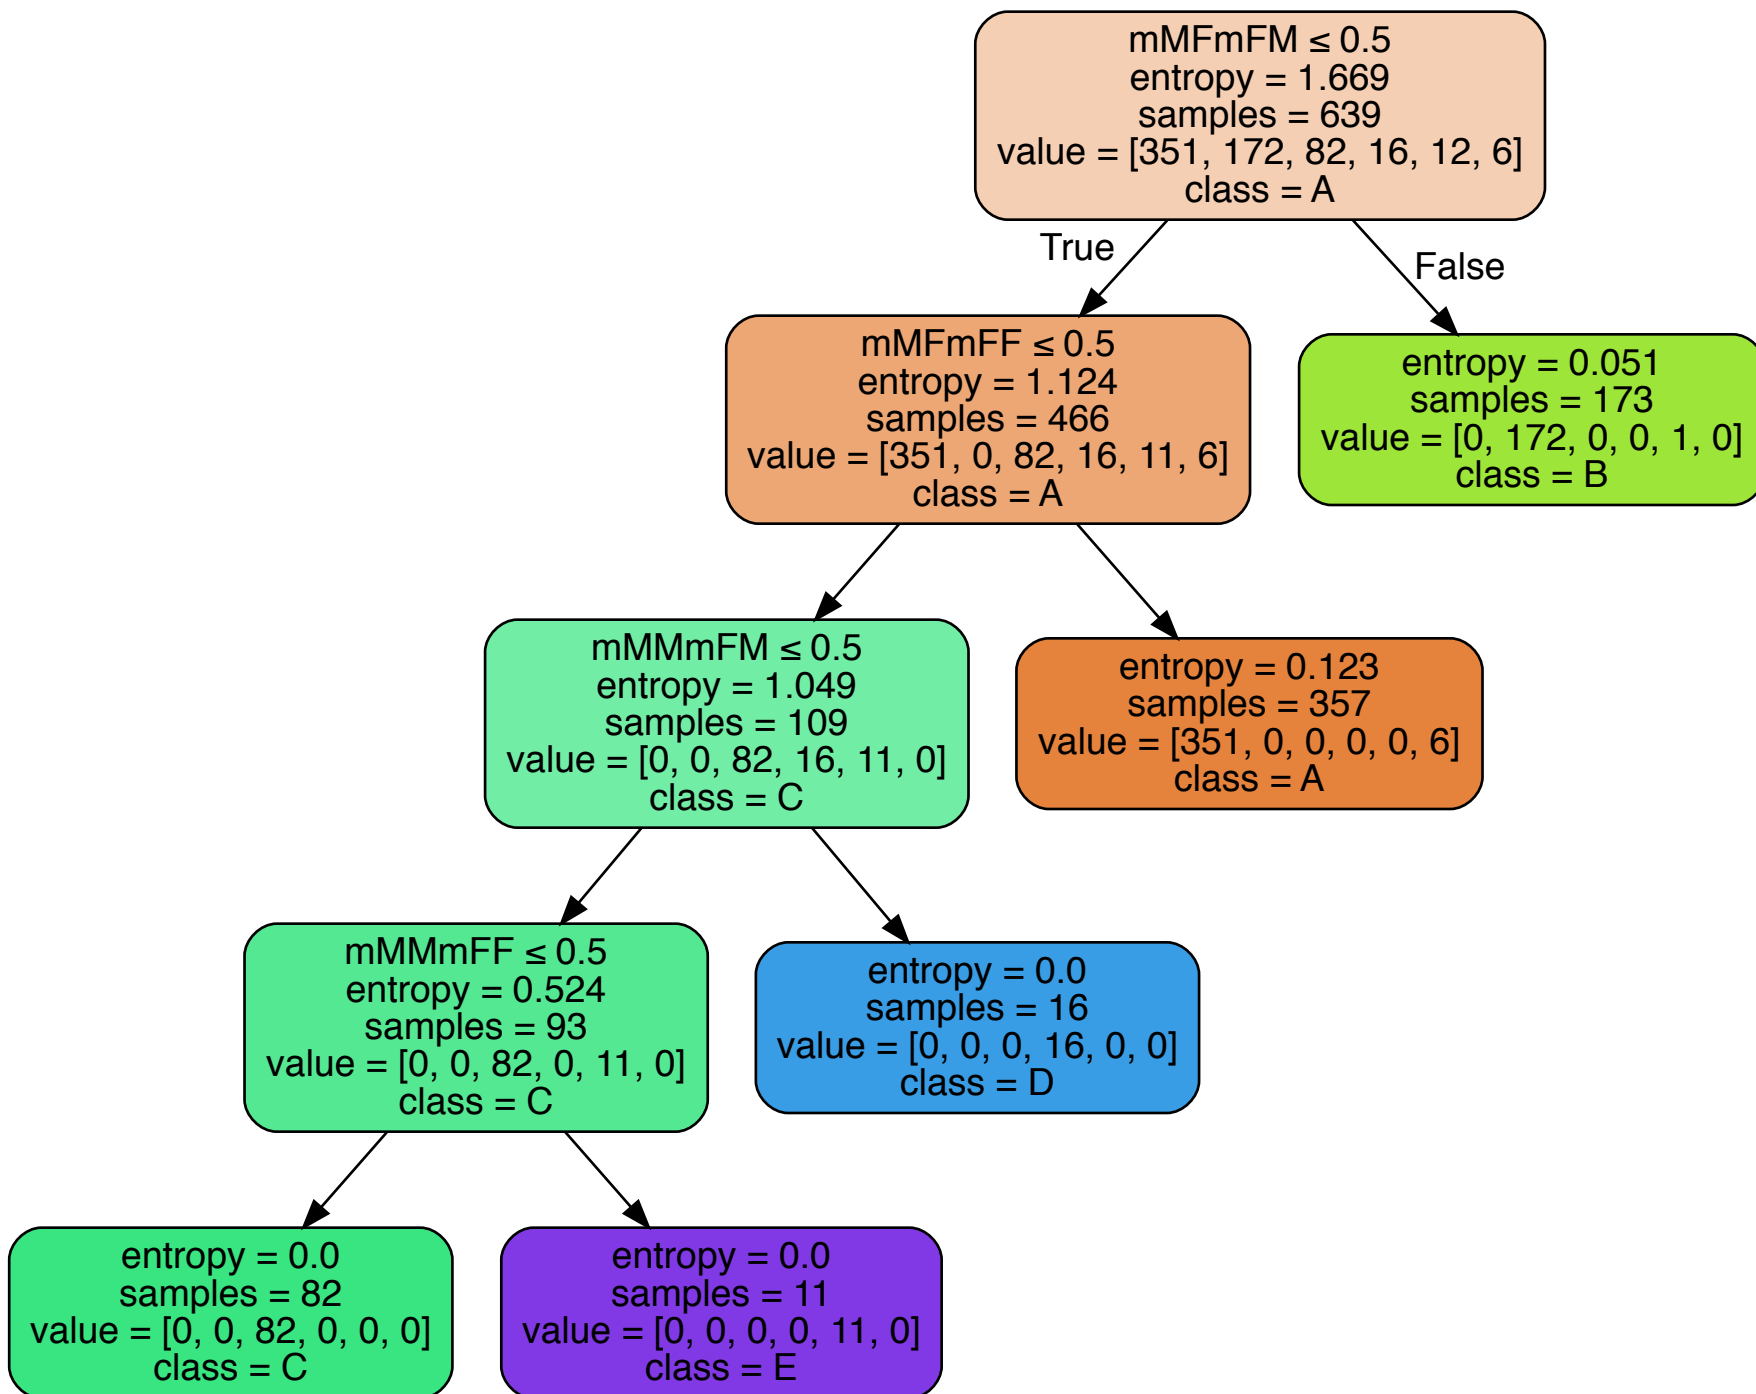 mMFmFM ≤ 0.5
entropy = 1.669
samples = 639
value = [351, 172, 82, 16, 12, 6]
class = A
True
False
mMFmFF ≤ 0.5
entropy = 1.124
samples = 466
value = [351, 0, 82, 16, 11, 6]
class = A
entropy = 0.051
samples = 173
value = [0, 172, 0, 0, 1, 0]
class = B
mMMmFM ≤ 0.5
entropy = 1.049
samples = 109
value = [0, 0, 82, 16, 11, 0]
class = C
entropy = 0.123
samples = 357
value = [351, 0, 0, 0, 0, 6]
class = A
mMMmFF ≤ 0.5
entropy = 0.524
samples = 93
value = [0, 0, 82, 0, 11, 0]
class = C
entropy = 0.0
samples = 16
value = [0, 0, 0, 16, 0, 0]
class = D
entropy = 0.0
samples = 82
value = [0, 0, 82, 0, 0, 0]
class = C
entropy = 0.0
samples = 11
value = [0, 0, 0, 0, 11, 0]
class = E